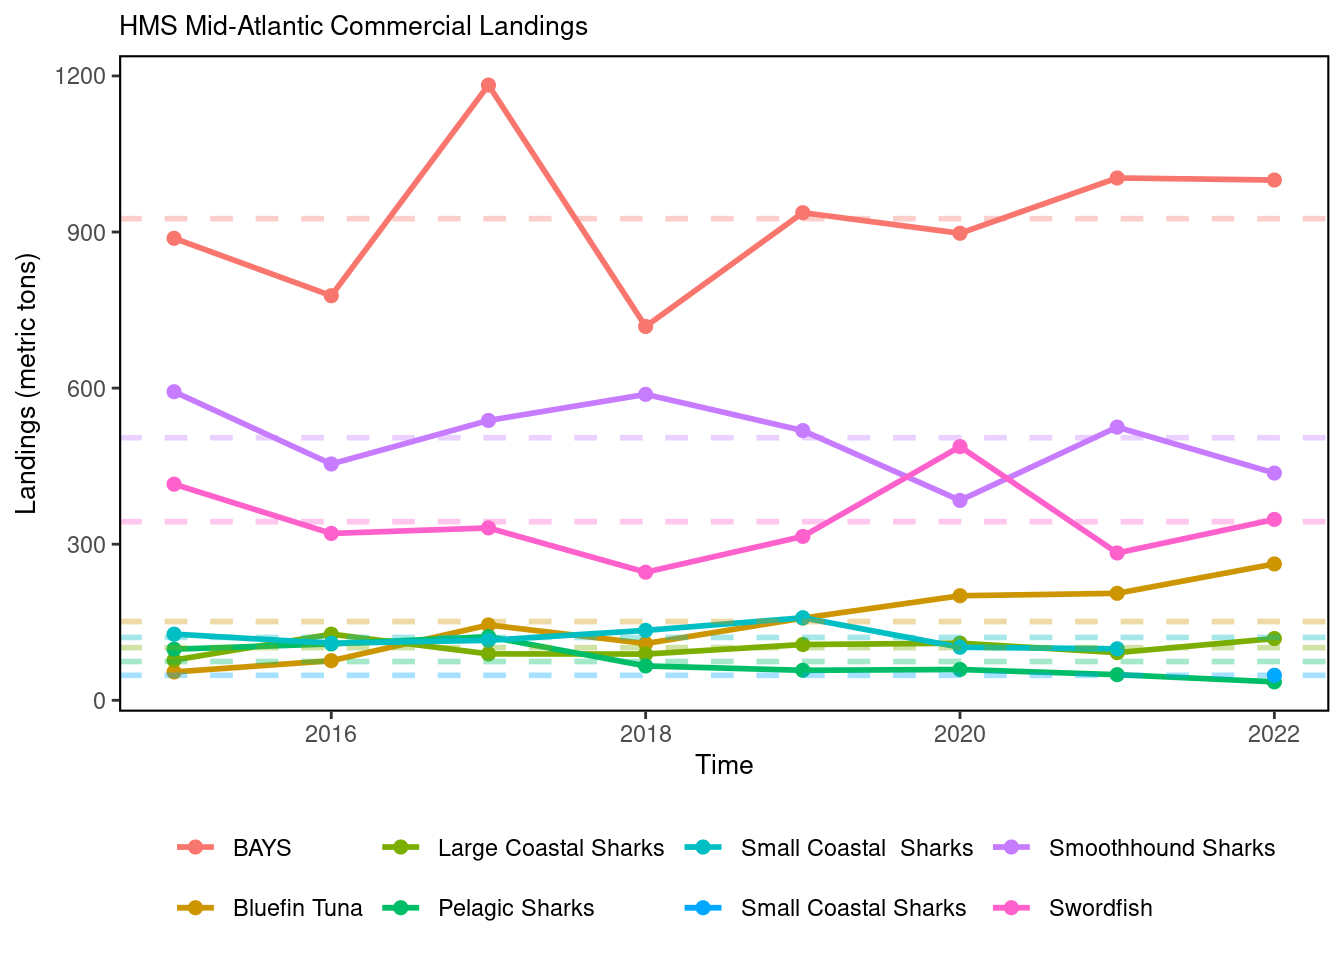 HMS Mid-Atlantic Commercial Landings
1200
900
600
300
0
Landings (metric tons)
2016 2018 2020 2022
Time
BAYS Large Coastal Sharks Small Coastal  Sharks Smoothhound Sharks
Bluefin Tuna Pelagic Sharks Small Coastal Sharks Swordfish